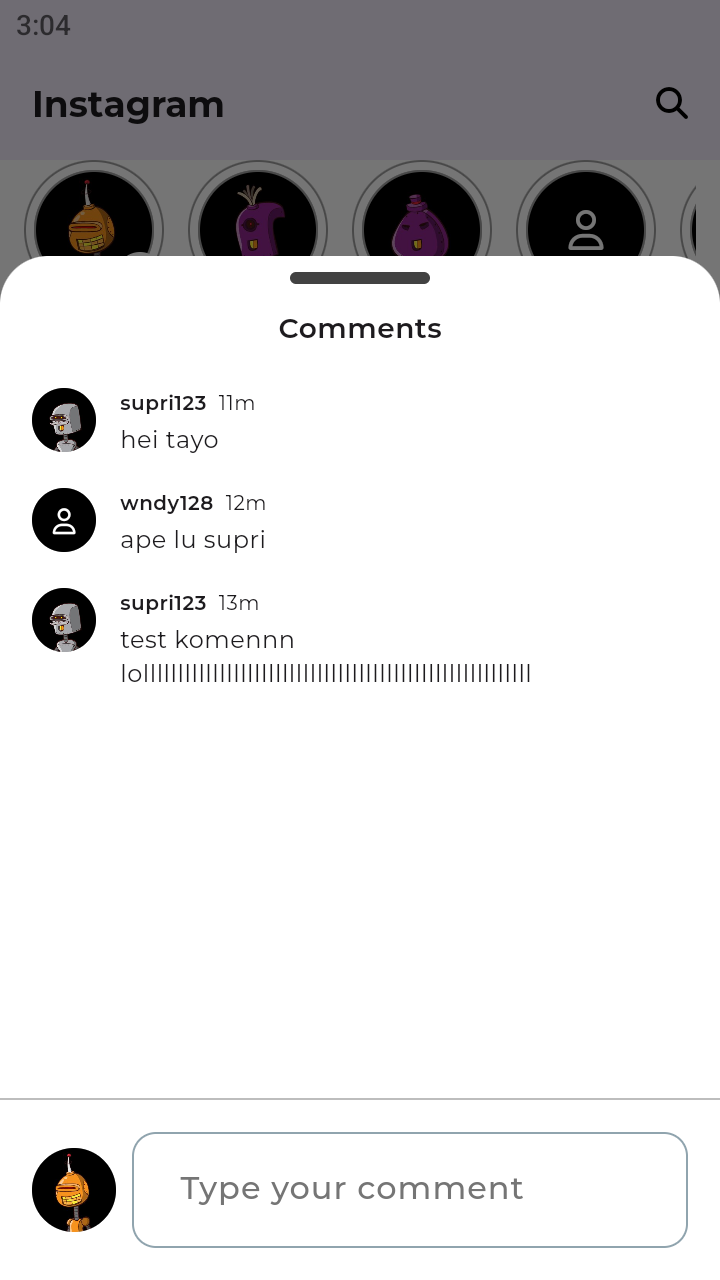 3:04
Instagram
Comments
supri123 11m
hei tayo
wndy128 12m
ape lu supri
supri123 13m
test komennn
lollllllllllllllllllllllllllllllllllllllllllllllllllllllll
Type your comment